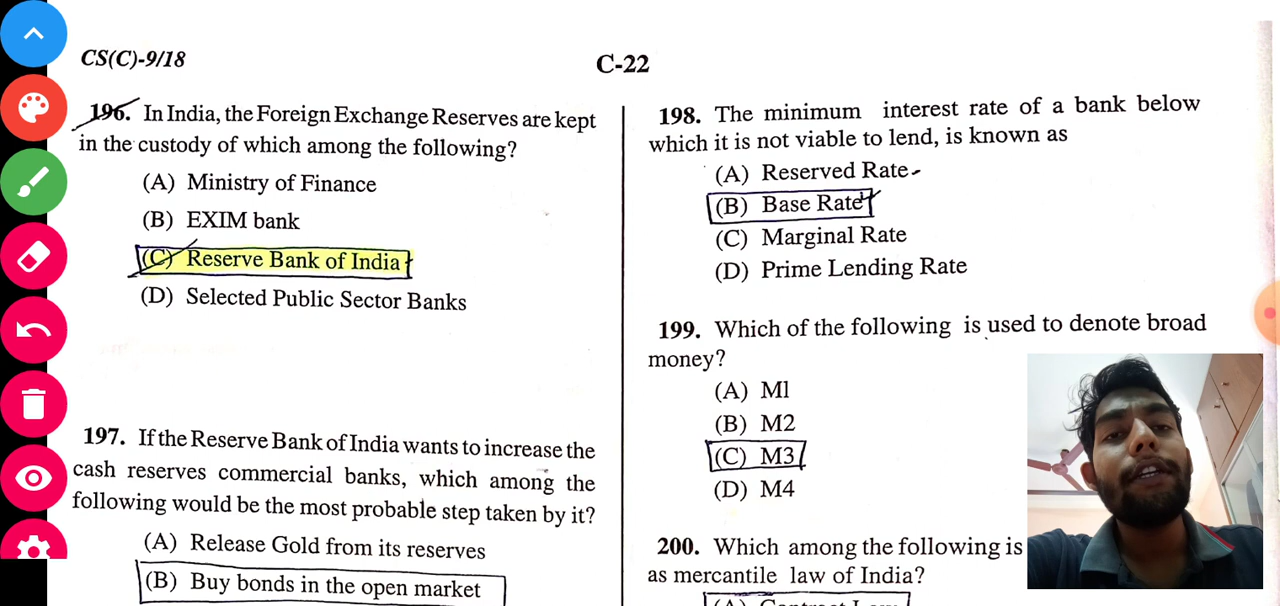 CS(C)-9/18
C-22
196. In India, the Foreign Exchange Reserves are kept
in the custody of which among the following?
(A) Ministry of Finance
(B) EXIM bank
(C) Reserve Bank of India
(D) Selected Public Sector Banks
197. If the Reserve Bank of India wants to increase the
cash reserves commercial banks, which among the
following would be the most probable step taken by it?
(A) Release Gold from its reserves
(B) Buy bonds in the open market
198. The minimum interest rate of a bank below
which it is not viable to lend, is known as
(A) Reserved Rate
(B) Base Rate
(C) Marginal Rate
(D) Prime Lending Rate
199. Which of the following is used to denote broad
money?
(A) M1
(B) M2
(C) M3
(D) M4
200. Which among the following is
as mercantile law of India?